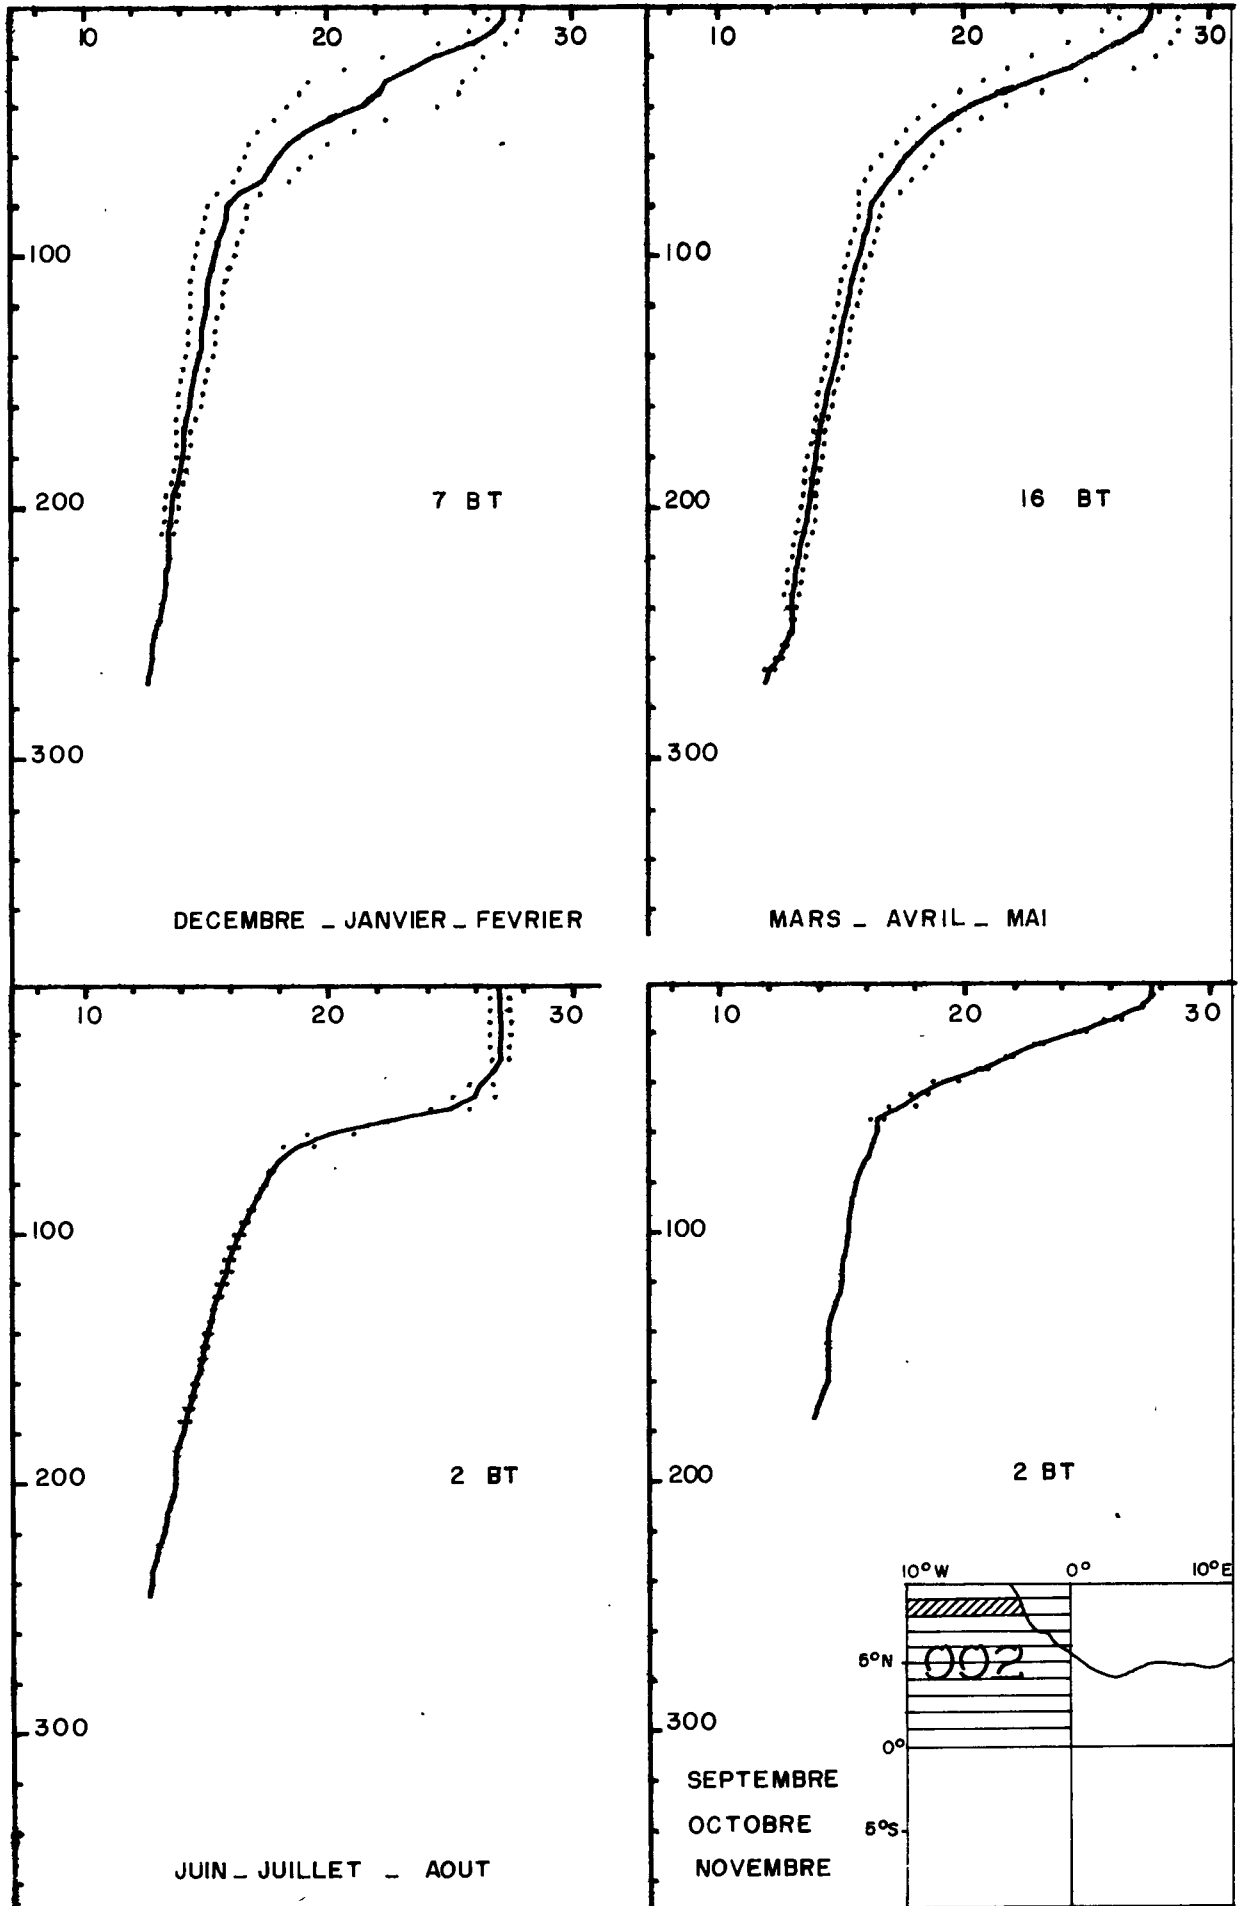 10 20 30
100
7 BT
200
300
DECEMBRE _ JANVIER _ FEVRIER
10 20 30
100
16 BT
200
300
MARS _ AVRIL _ MAI
10 20 30
100
2 BT
200
300
JUIN _ JUILLET _ AOUT
10 20 30
100
2 BT
200
300
SEPTEMBRE
OCTOBRE
NOVEMBRE
10°W 0° 10°E
5°N
002
0°
5°S